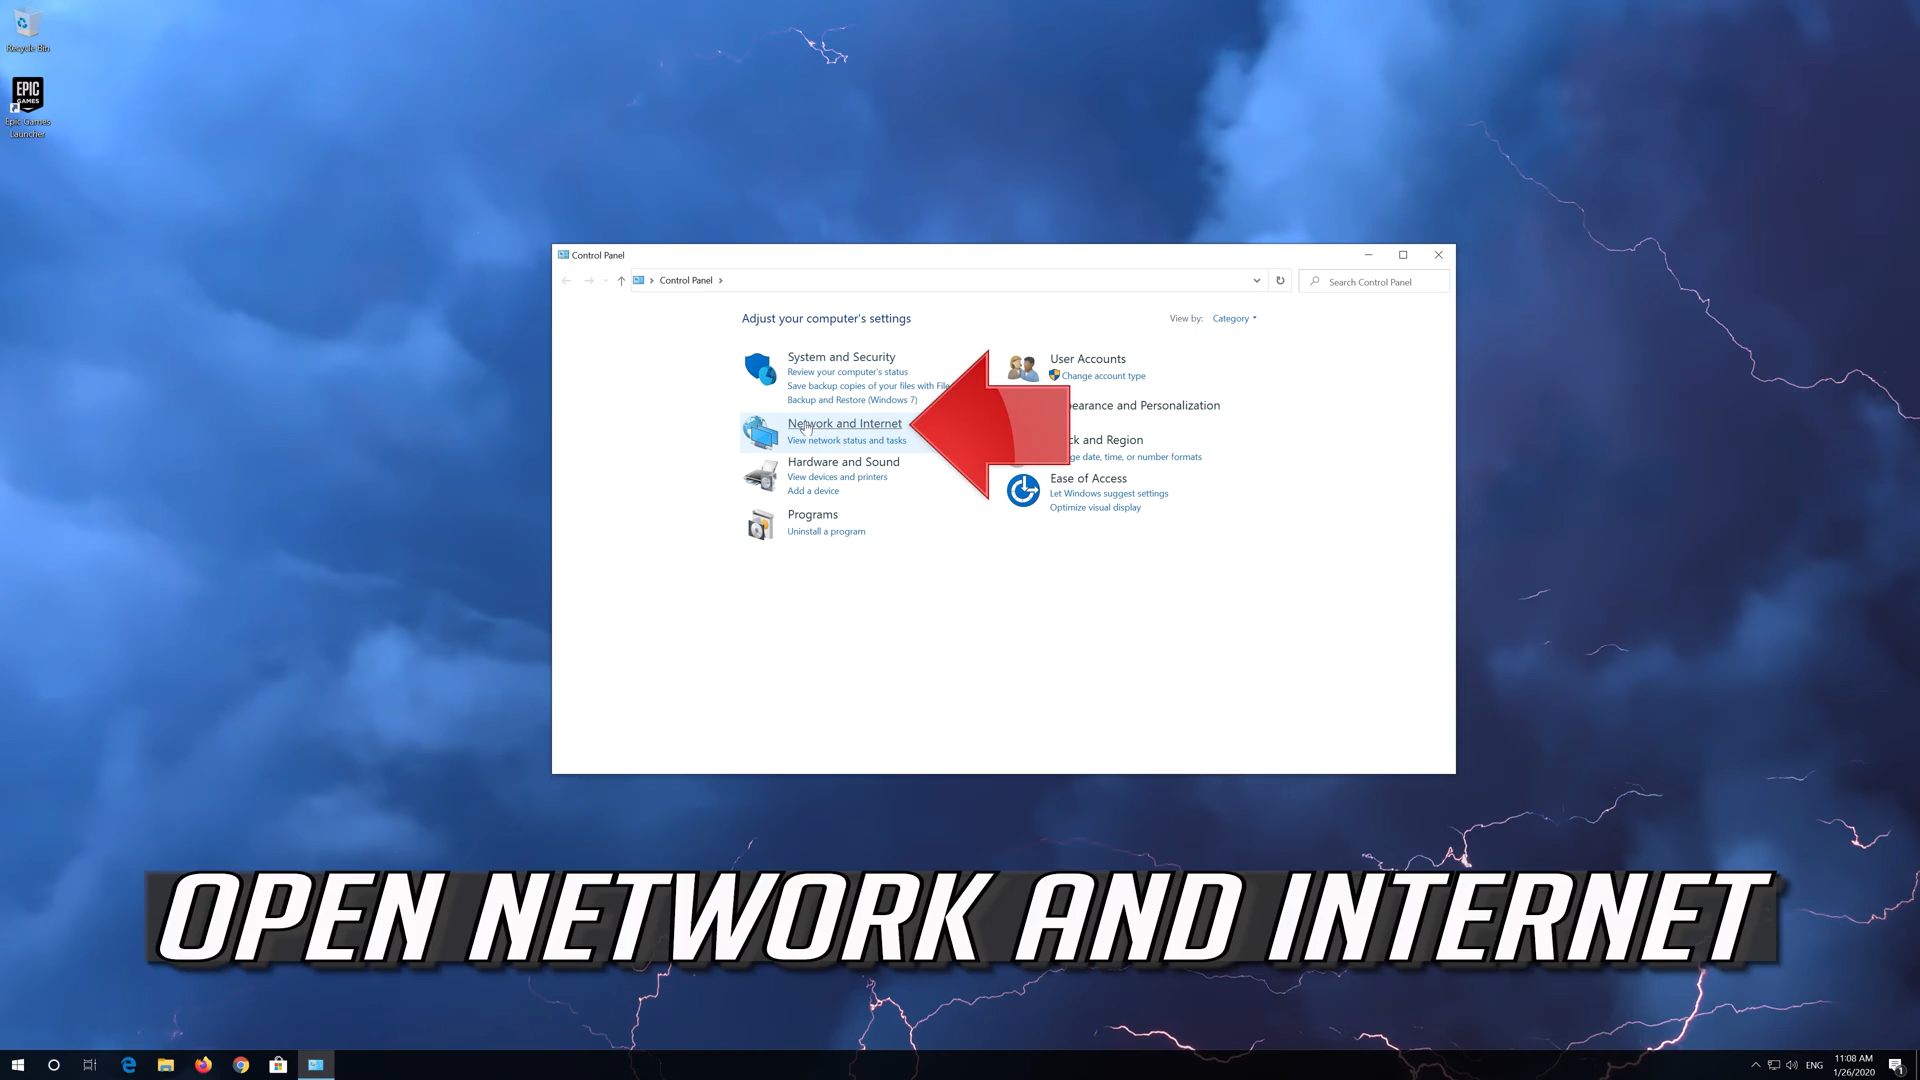 Recycle Bin
EPIC
GAMES
Epic Games
Launcher
Control Panel
Control Panel
Search Control Panel
Adjust your computer's settings
View by: Category
System and Security
Review your computer's status
Save backup copies of your files with File
Backup and Restore (Windows 7)
Network and Internet
View network status and tasks
Hardware and Sound
View devices and printers
Add a device
Programs
Uninstall a program
User Accounts
Change account type
and Personalization
and Region
date, time, or number formats
Ease of Access
Let Windows suggest settings
Optimize visual display
OPEN NETWORK AND INTERNET
ENG
11:08 AM
1/26/2020
1